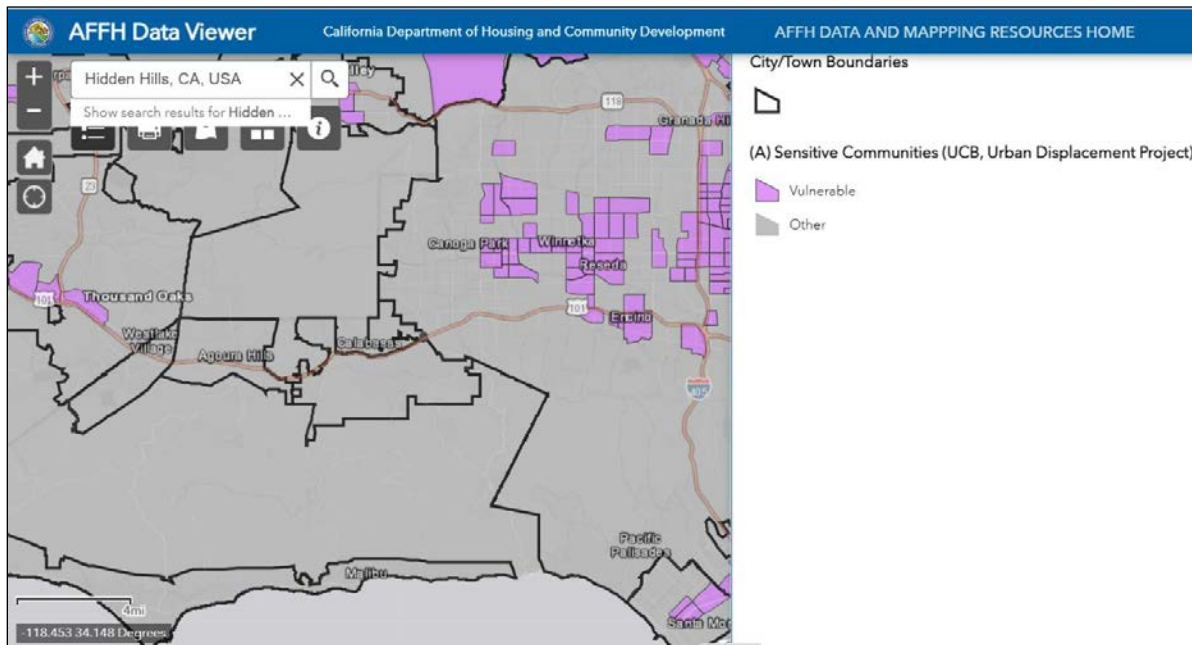 AFFH Data Viewer
California Department of Housing and Community Development
AFFH DATA AND MAPPPING RESOURCES HOME
Hidden Hills, CA, USA
Show search results for Hidden ...
118
Granada
23
Canoga Park
Winnetka
Reseda
101
Thousand Oaks
101
Encino
Westlake
Village
Agoura Hills
Calabasas
405
Pacific
Palisades
Malibu
Santa Mon
4mi
-118.453 34.148 Degrees
City/Town Boundaries
(A) Sensitive Communities (UCB, Urban Displacement Project)
Vulnerable
Other